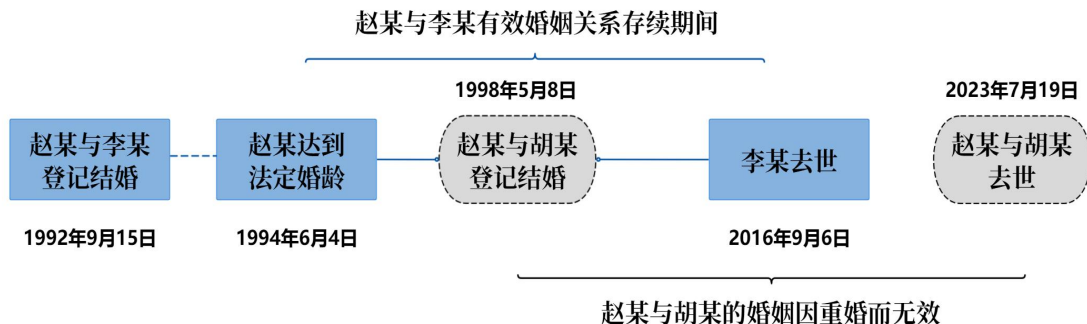 赵某与李某有效婚姻关系存续期间
1998年5月8日
2023年7月19日
赵某与李某
登记结婚
赵某达到
法定婚龄
赵某与胡某
登记结婚
李某去世
赵某与胡某
去世
1992年9月15日
1994年6月4日
2016年9月6日
赵某与胡某的婚姻因重婚而无效